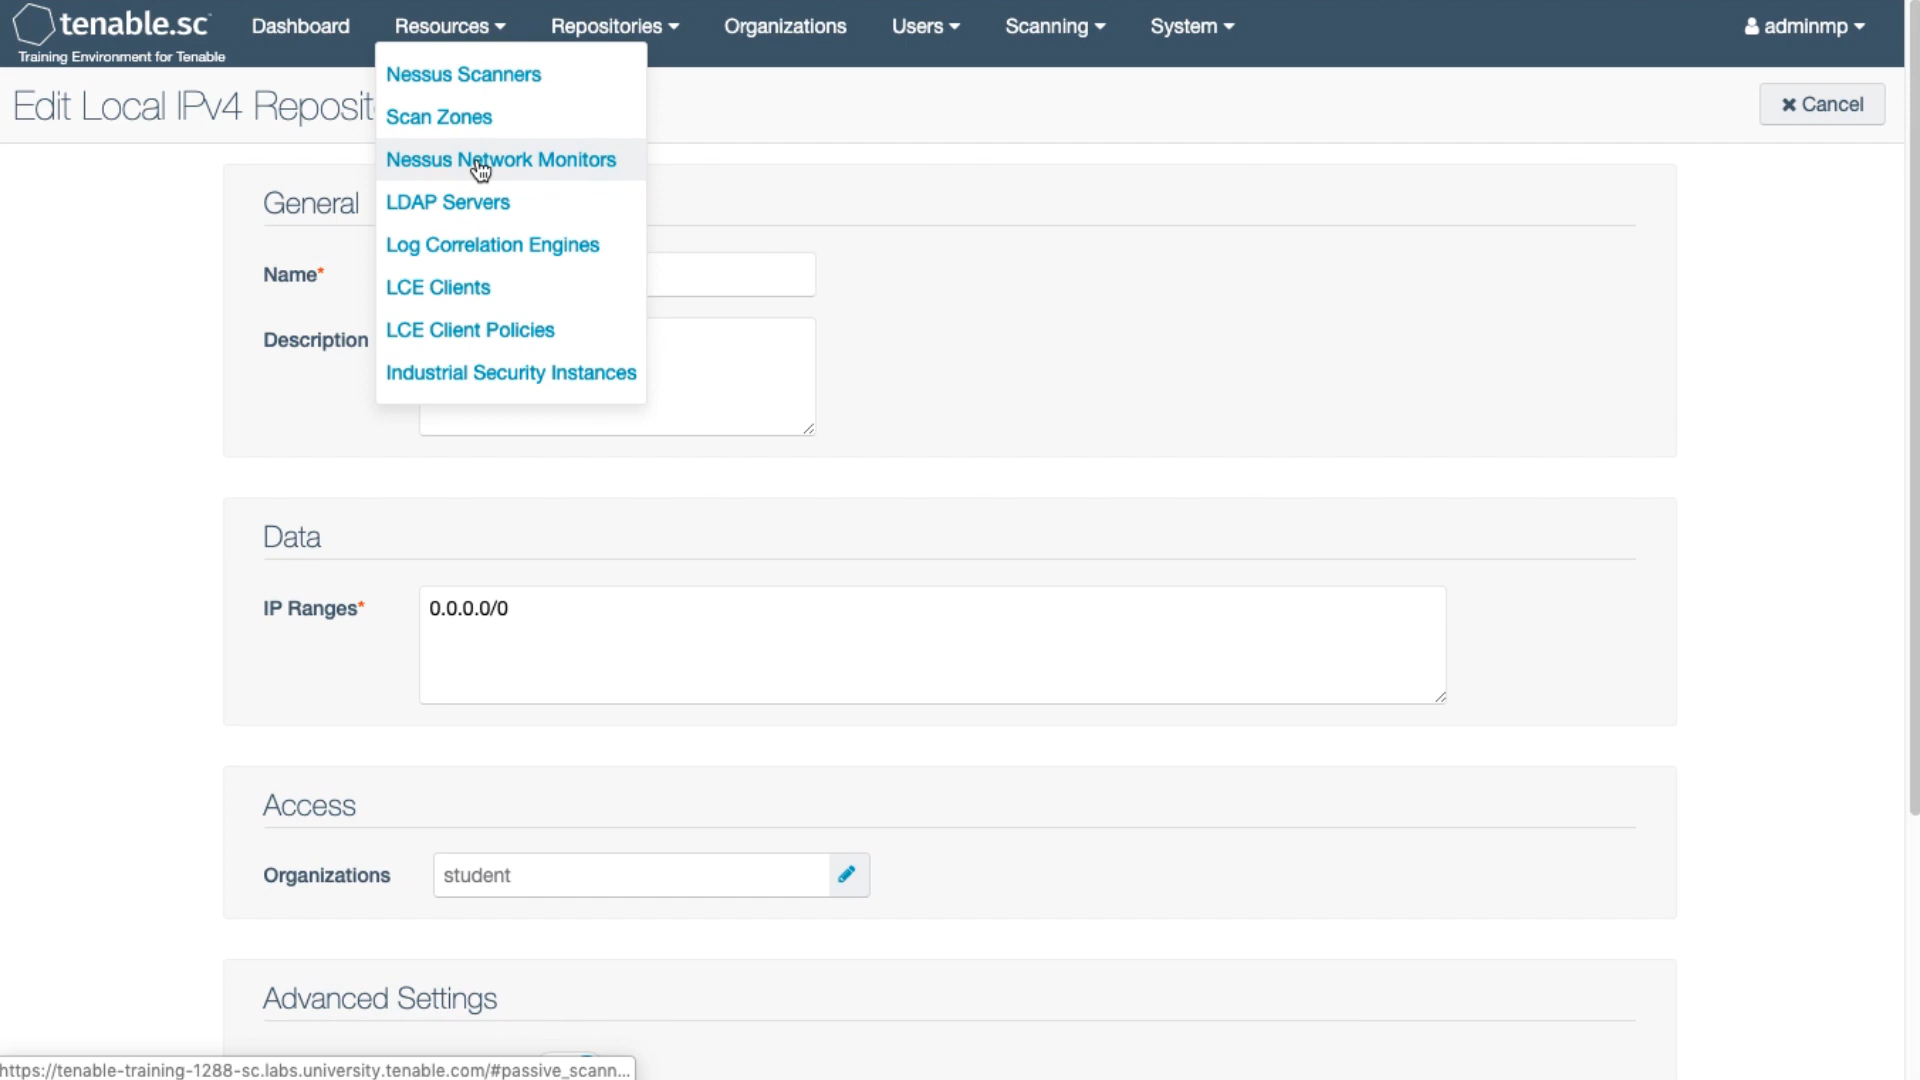 tenable.sc
Training Environment for Tenable
Dashboard
Resources
Repositories
Organizations
Users
Scanning
System
adminmp
Nessus Scanners
Scan Zones
Nessus Network Monitors
LDAP Servers
Log Correlation Engines
LCE Clients
LCE Client Policies
Industrial Security Instances
Edit Local IPv4 Reposit
Cancel
General
Name*
Description
Data
IP Ranges*
0.0.0.0/0
Access
Organizations
student
Advanced Settings
https://tenable-training-1288-sc.labs.university.tenable.com/#passive_scann...